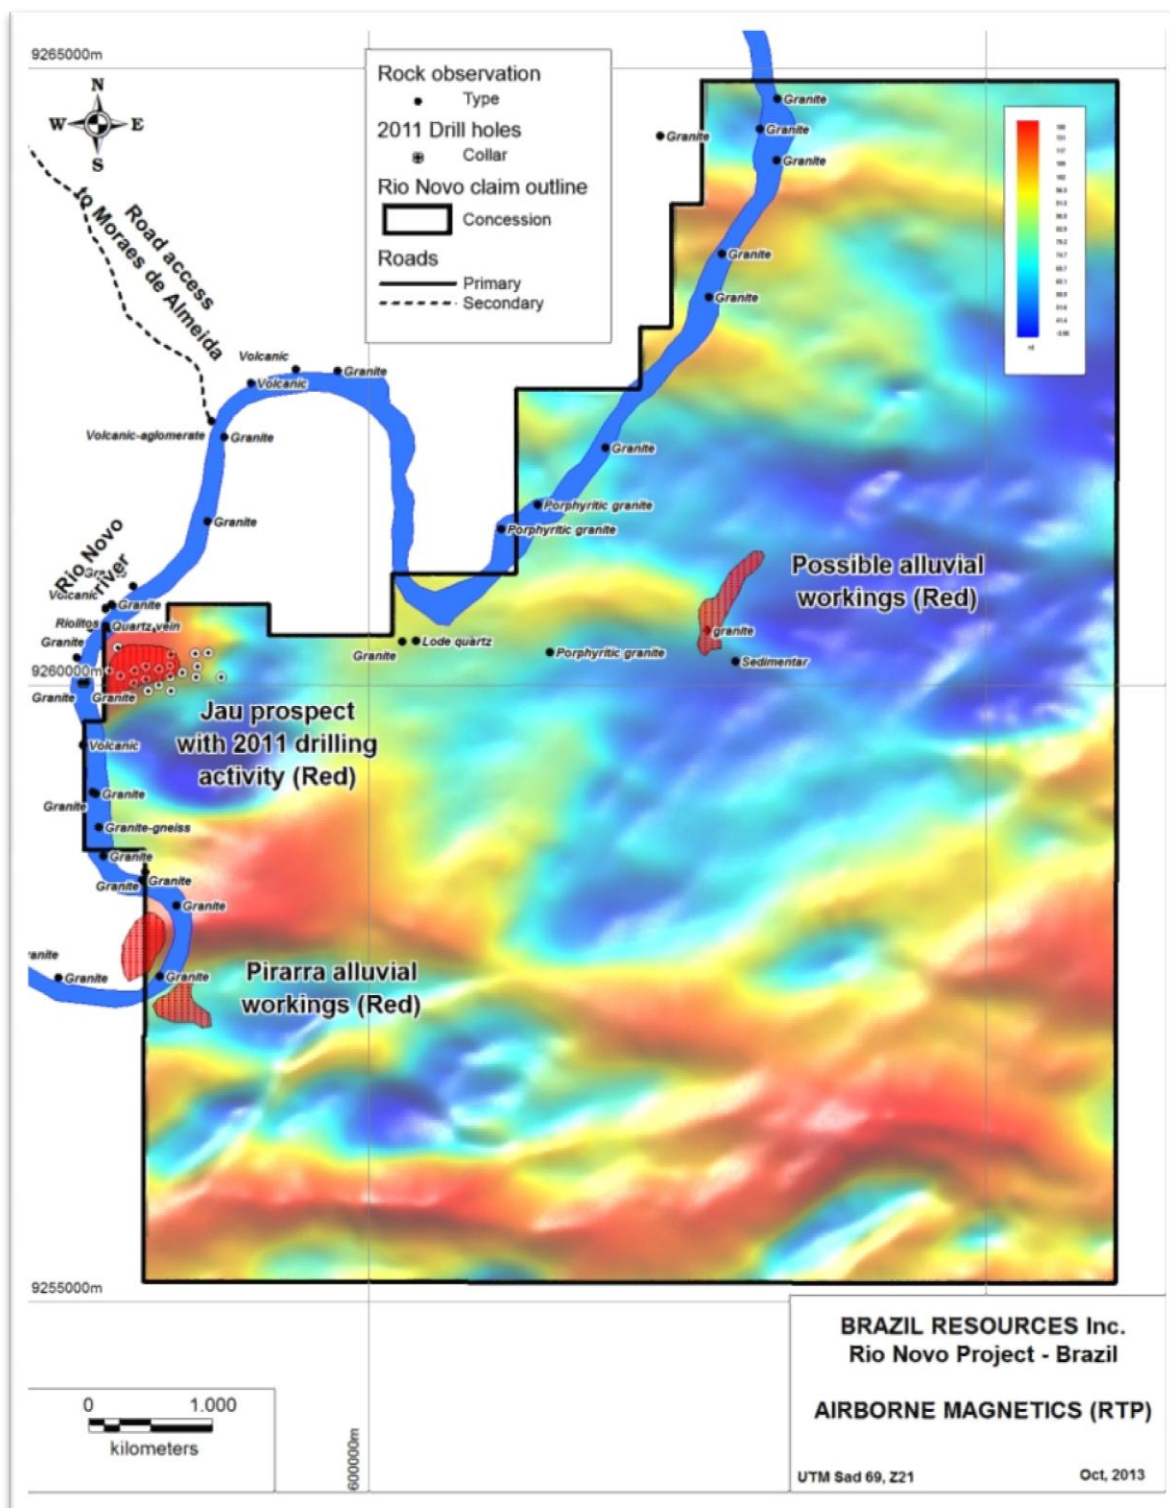 9265000m
N
W E
S
Road access
to Moraes de Almeida
Rock observation
Type
2011 Drill holes
Collar
Rio Novo claim outline
Concession
Roads
Primary
Secondary
Granite
Granite
Granite
Granite
Granite
Granite
Volcanic
Granite
Volcanic
Volcanic-aglomerate
Granite
Granite
Granite
Porphyritic granite
Porphyritic granite
Rio Novo
river
Volcanic
Granite
Possible alluvial
workings (Red)
Riolitos
Quartz vein
granite
Granite
Granite
Lode quartz
Porphyritic granite
Sedimentar
9260000m
Granite
Granite
Jau prospect
with 2011 drilling
activity (Red)
Volcanic
Granite
Granite
Granite-gneiss
Granite
Granite
Granite
Granite
Granite
Granite
Pirarra alluvial
workings (Red)
9255000m
BRAZIL RESOURCES Inc.
Rio Novo Project - Brazil
AIRBORNE MAGNETICS (RTP)
UTM Sad 69, Z21
Oct, 2013
0 1.000
kilometers
600000m